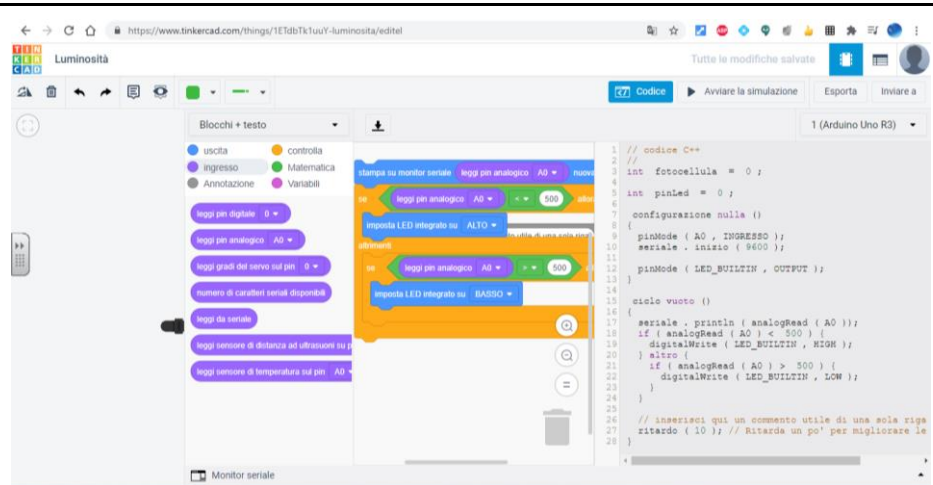 https://www.tinkercad.com/things/1ETdbTk1uuY-luminosita/editel
TIN
KER
CAD
Luminosità
Tutte le modifiche salvate
Codice
Avviare la simulazione
Esporta
Inviare a
Blocchi + testo
1 (Arduino Uno R3)
uscita
controlla
ingresso
Matematica
Annotazione
Variabili
leggi pin digitale 0
leggi pin analogico A0
leggi gradi del servo sul pin 0
numero di caratteri seriali disponibili
leggi da seriale
leggi sensore di distanza ad ultrasuoni su p
leggi sensore di temperatura sul pin A0
stampa su monitor seriale leggi pin analogico A0 nuova
se leggi pin analogico A0 < 500 allor
imposta LED integrato su ALTO
utile di una sola riga
altrimenti
se leggi pin analogico A0 > 500
imposta LED integrato su BASSO
1 // codice C++
2 //
3 int fotocellula = 0 ;
4
5 int pinLed = 0 ;
6
7 configurazione nulla ()
8 {
9 pinMode ( A0 , INGRESSO );
10 seriale . inizio ( 9600 );
11
12 pinMode ( LED_BUILTIN , OUTPUT );
13 }
14
15 ciclo vuoto ()
16 {
17 seriale . println ( analogRead ( A0 ));
18 if ( analogRead ( A0 ) < 500 ) {
19 digitalWrite ( LED_BUILTIN , HIGH );
20 } altro {
21 if ( analogRead ( A0 ) > 500 ) {
22 digitalWrite ( LED_BUILTIN , LOW );
23 }
24 }
25
26 // inserisci qui un commento utile di una sola riga
27 ritardo ( 10 ); // Ritarda un po' per migliorare le
28 }
Monitor seriale